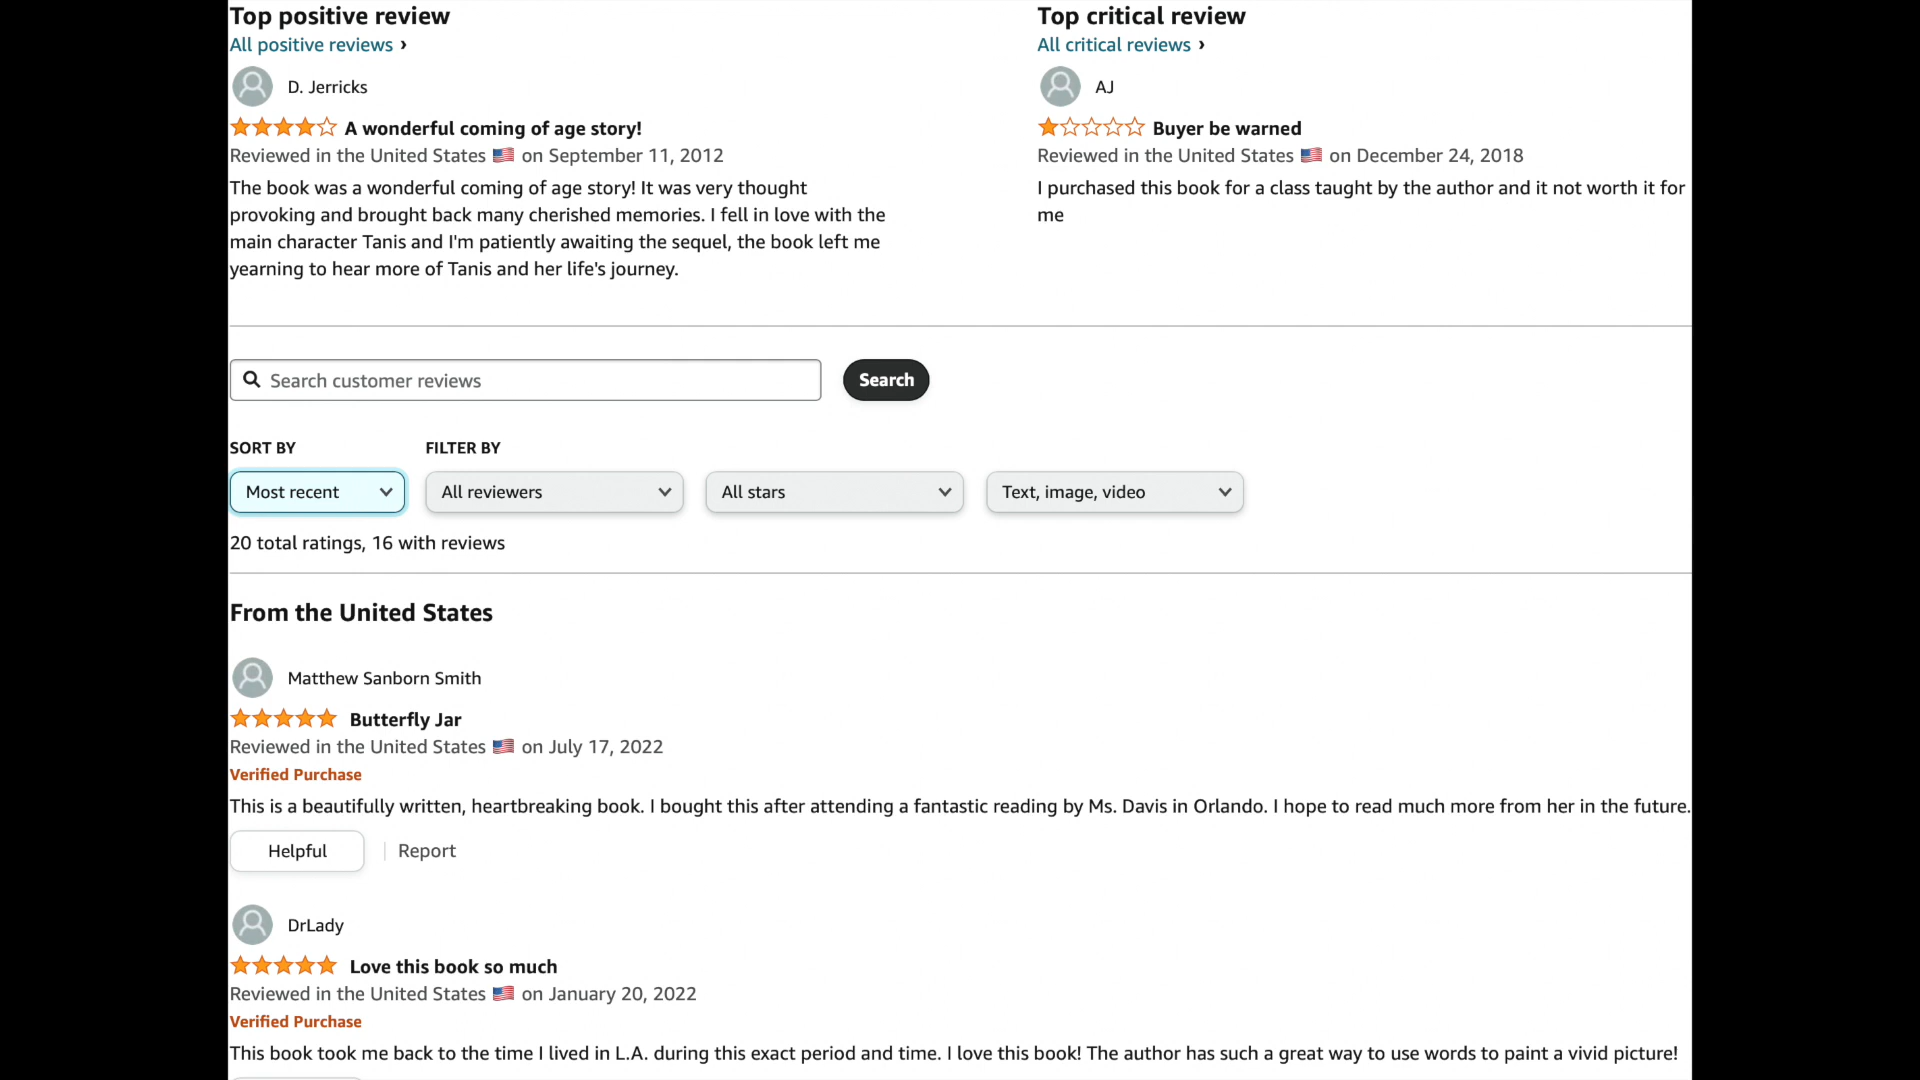 Top positive review
All positive reviews ›
D. Jerricks
A wonderful coming of age story!
Reviewed in the United States on September 11, 2012
The book was a wonderful coming of age story! It was very thought
provoking and brought back many cherished memories. I fell in love with the
main character Tanis and I'm patiently awaiting the sequel, the book left me
yearning to hear more of Tanis and her life's journey.
Top critical review
All critical reviews ›
AJ
Buyer be warned
Reviewed in the United States on December 24, 2018
I purchased this book for a class taught by the author and it not worth it for
me
Search customer reviews
Search
SORT BY
FILTER BY
Most recent
All reviewers
All stars
Text, image, video
20 total ratings, 16 with reviews
From the United States
Matthew Sanborn Smith
Butterfly Jar
Reviewed in the United States on July 17, 2022
Verified Purchase
This is a beautifully written, heartbreaking book. I bought this after attending a fantastic reading by Ms. Davis in Orlando. I hope to read much more from her in the future.
Helpful
Report
DrLady
Love this book so much
Reviewed in the United States on January 20, 2022
Verified Purchase
This book took me back to the time I lived in L.A. during this exact period and time. I love this book! The author has such a great way to use words to paint a vivid picture!